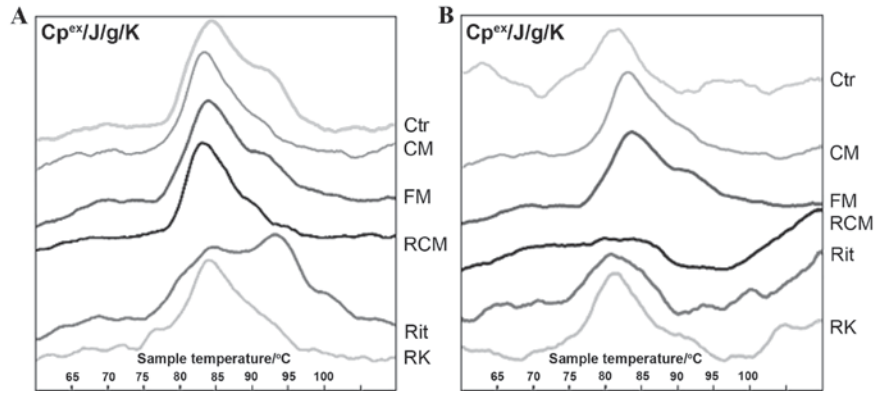 A
Cp^ex/J/g/K
Ctr
CM
FM
RCM
Rit
RK
Sample temperature/°C
65 70 75 80 85 90 95 100
B
Cp^ex/J/g/K
Ctr
CM
FM
RCM
Rit
RK
Sample temperature/°C
65 70 75 80 85 90 95 100